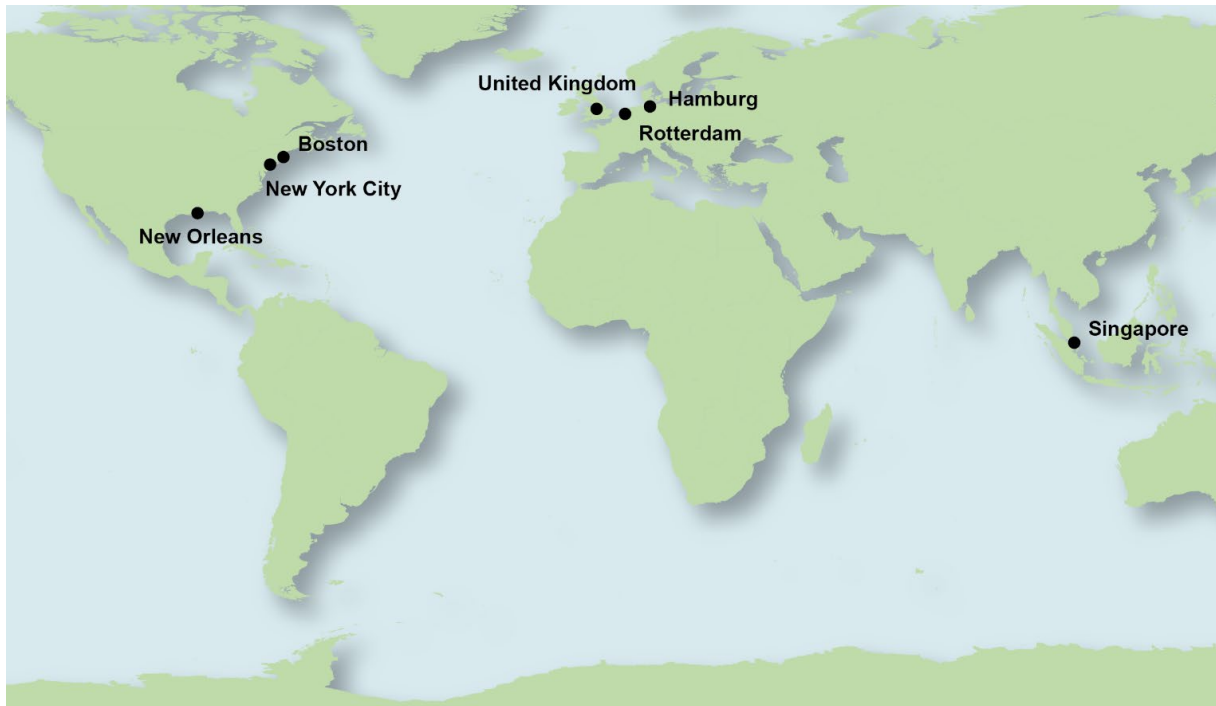 United Kingdom
Hamburg
Rotterdam
Boston
New York City
New Orleans
Singapore